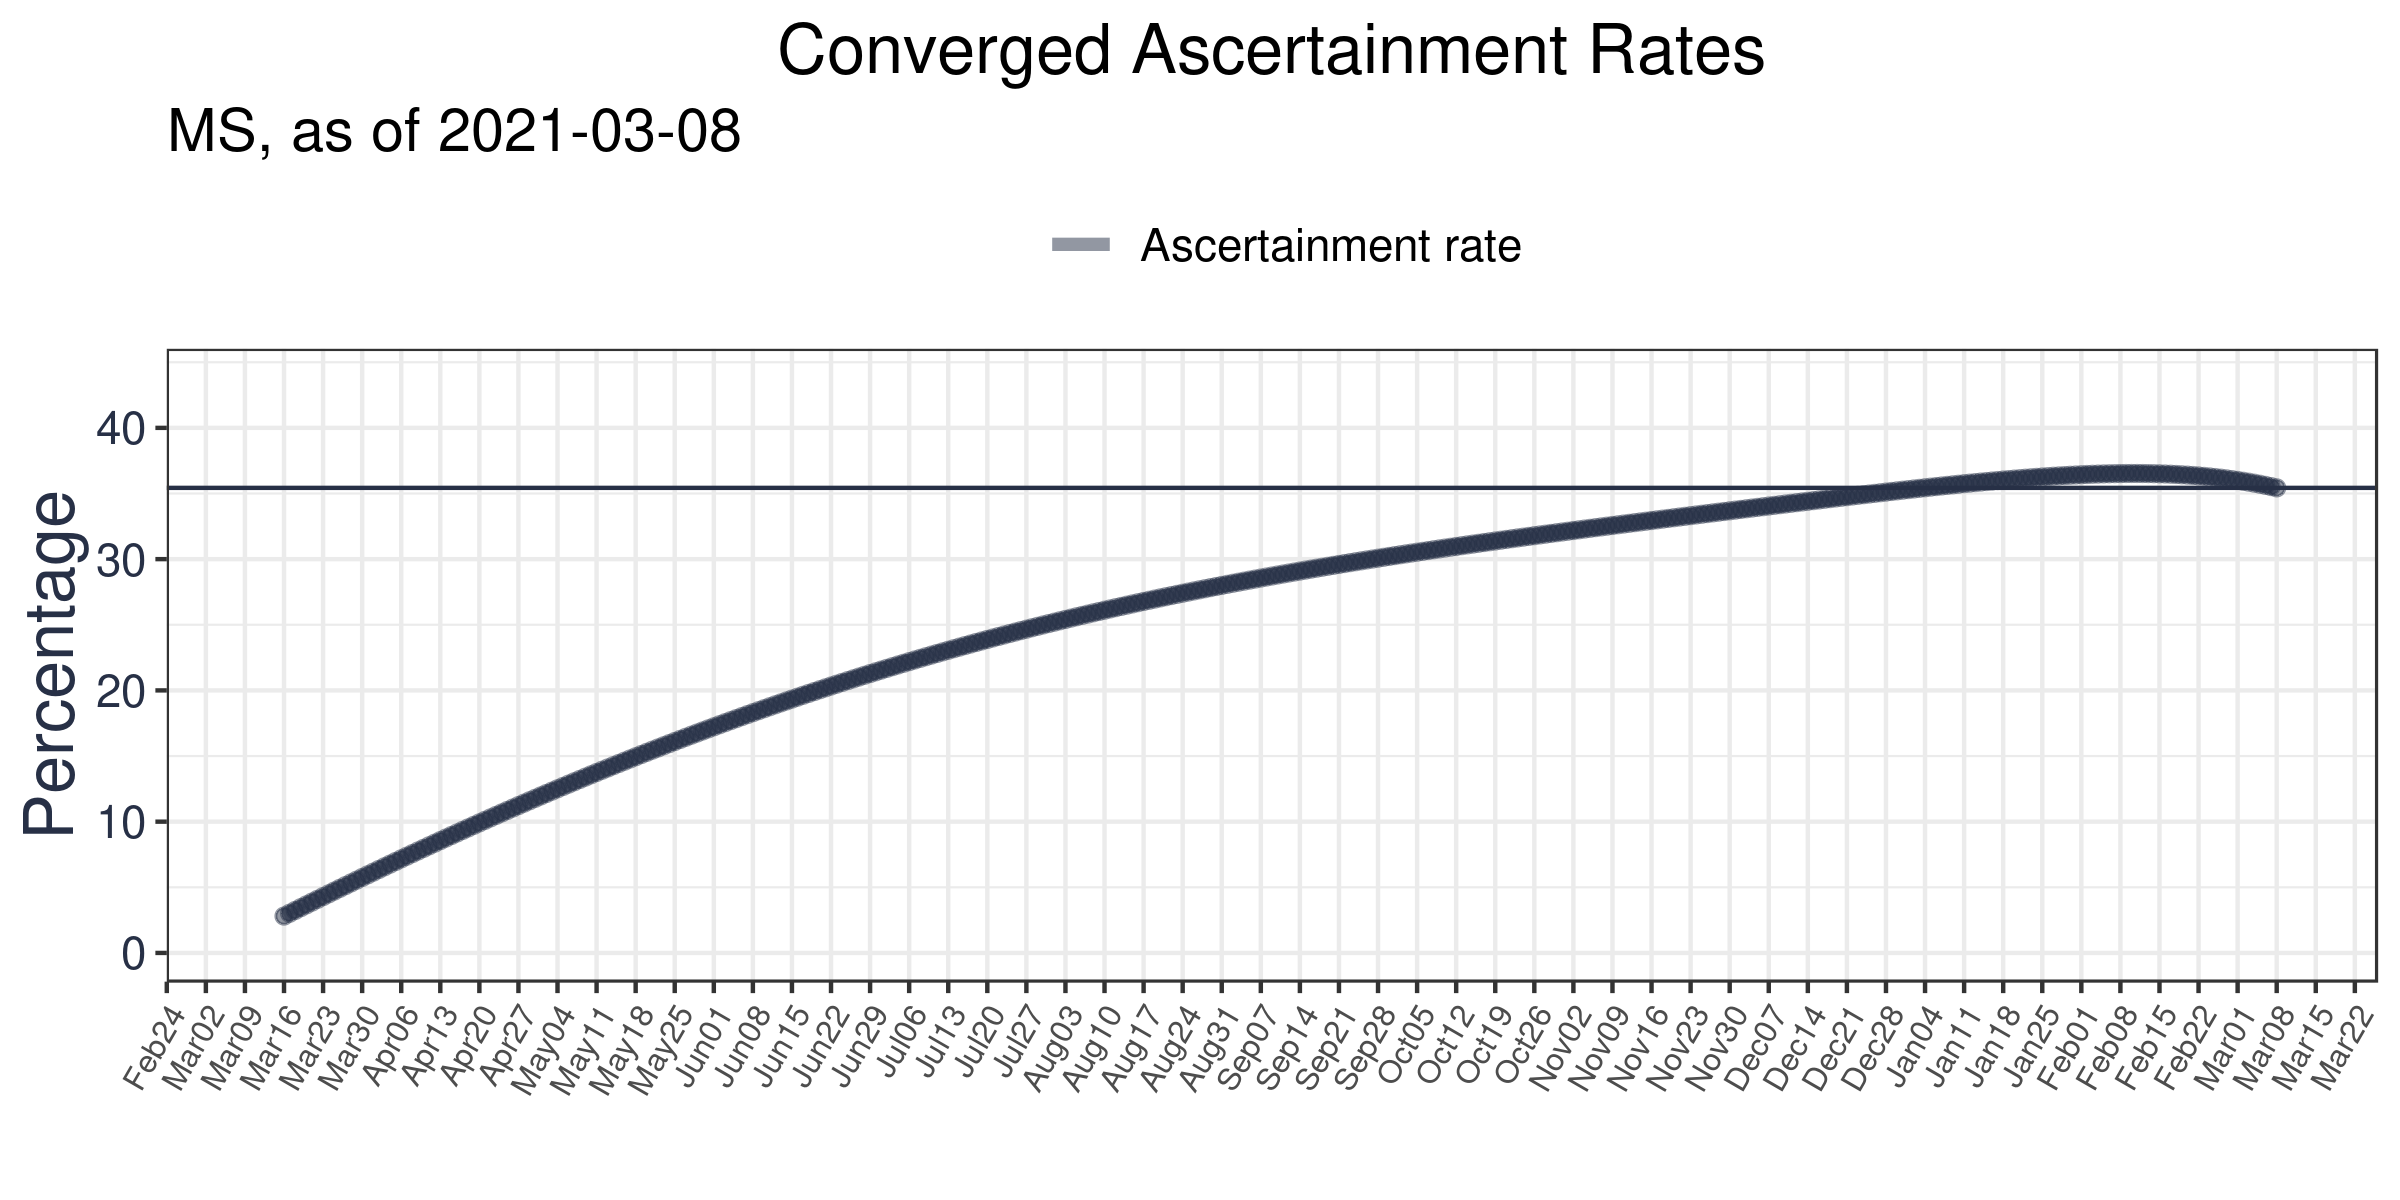 Converged Ascertainment Rates
MS, as of 2021-03-08
Ascertainment rate
Percentage
40
30
20
10
0
Feb24
Mar02
Mar09
Mar16
Mar23
Mar30
Apr06
Apr13
Apr20
Apr27
May04
May11
May18
May25
Jun01
Jun08
Jun15
Jun22
Jun29
Jul06
Jul13
Jul20
Jul27
Aug03
Aug10
Aug17
Aug24
Aug31
Sep07
Sep14
Sep21
Sep28
Oct05
Oct12
Oct19
Oct26
Nov02
Nov09
Nov16
Nov23
Nov30
Dec07
Dec14
Dec21
Dec28
Jan04
Jan11
Jan18
Jan25
Feb01
Feb08
Feb15
Feb22
Mar01
Mar08
Mar15
Mar22